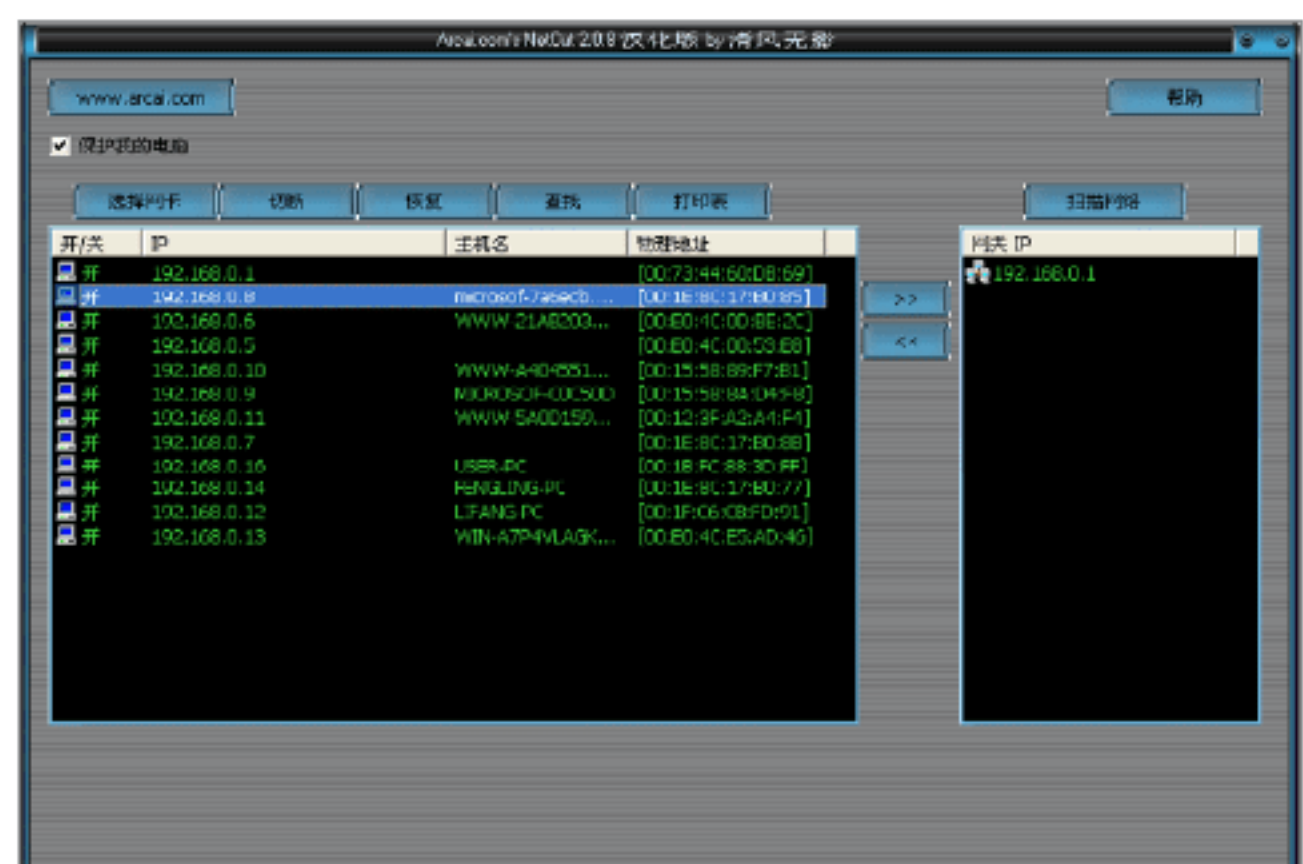 Arcai.com's NetCut 2.0.8 汉化版 by 清风无影
www.arcai.com 帮助
保护我的电脑
选择网卡 切断 恢复 查找 打印表 扫描网络
开/关 IP 主机名 物理地址 网关 IP
开 192.168.0.1 [00:73:44:60:DB:69] 192.168.0.1
开 192.168.0.8 [00:1E:8C:17:B0:85] >>
开 192.168.0.6 WWW-21AB203... [00:E0:4C:0D:BE:2C]
开 192.168.0.5 [00:E0:4C:00:53:E8] <<
开 192.168.0.10 [00:15:58:89:F7:B1]
开 192.168.0.9 [00:15:58:8A:D4:FB]
开 192.168.0.11 WWW-5A0D159... [00:12:3F:A2:A4:F4]
开 192.168.0.7 [00:1E:8C:17:B0:8B]
开 192.168.0.16 USER-PC [00:1B:FC:88:3D:FF]
开 192.168.0.14 FENGLING-PC [00:1E:8C:17:B0:77]
开 192.168.0.12 LIFANG-PC [00:1F:C6:CB:FD:91]
开 192.168.0.13 WIN-A7P4VLAGK... [00:E0:4C:E5:AD:46]